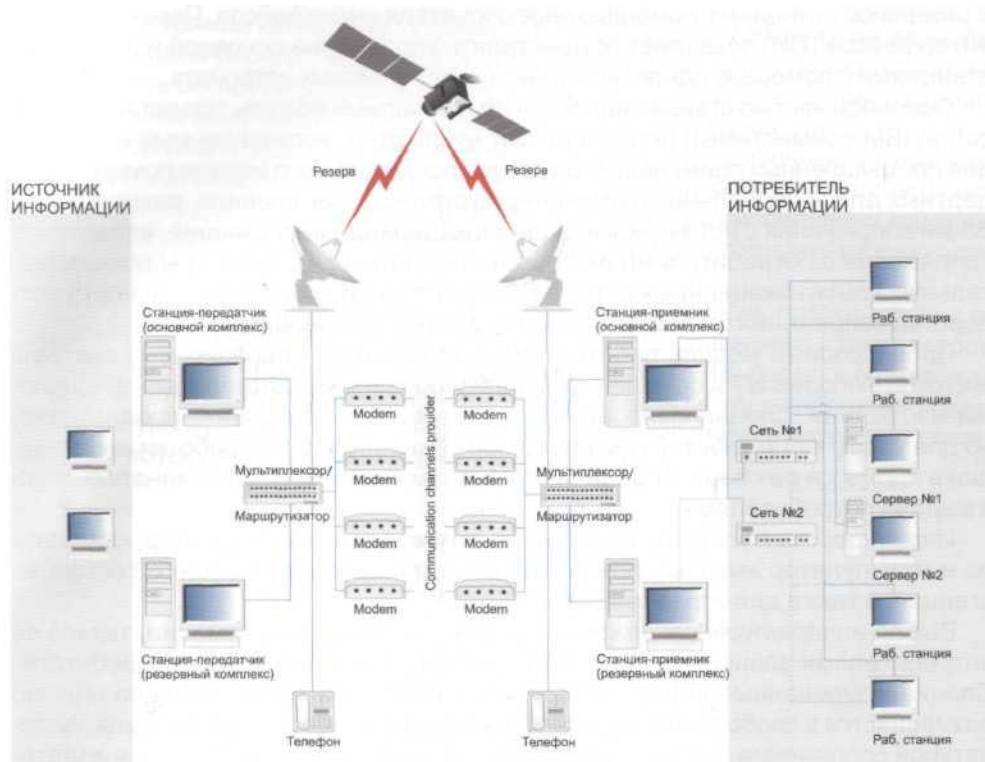 Резерв
Резерв
ИСТОЧНИК
ИНФОРМАЦИИ
ПОТРЕБИТЕЛЬ
ИНФОРМАЦИИ
Станция-передатчик
(основной комплекс)
Станция-приемник
(основной комплекс)
Раб. станция
Раб. станция
Modem
Modem
Сеть №1
Modem
Modem
Communication channels proider
Мультиплексор/
Маршрутизатор
Мультиплексор/
Маршрутизатор
Сервер №1
Сеть №2
Modem
Modem
Сервер №2
Modem
Modem
Станция-передатчик
(резервный комплекс)
Станция-приемник
(резервный комплекс)
Раб. станция
Телефон
Телефон
Раб. станция